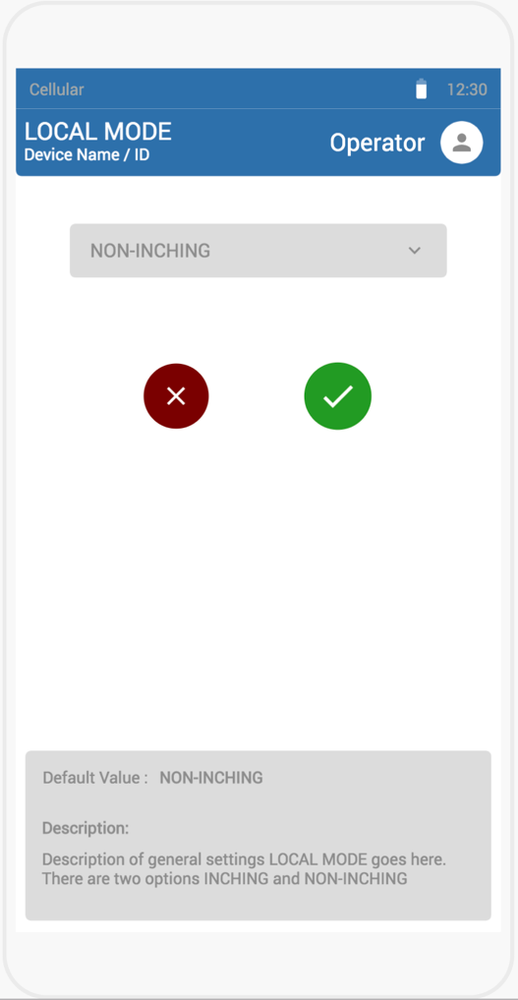 Cellular 12:30
LOCAL MODE
Device Name / ID
Operator
NON-INCHING
Default Value : NON-INCHING
Description:
Description of general settings LOCAL MODE goes here.
There are two options INCHING and NON-INCHING